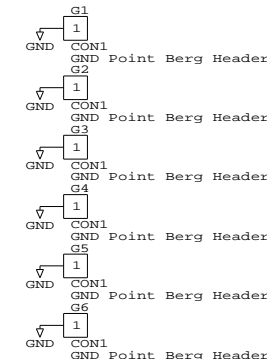 G1
1
GND CON1
GND Point Berg Header
G2
1
GND CON1
GND Point Berg Header
G3
1
GND CON1
GND Point Berg Header
G4
1
GND CON1
GND Point Berg Header
G5
1
GND CON1
GND Point Berg Header
G6
1
GND CON1
GND Point Berg Header